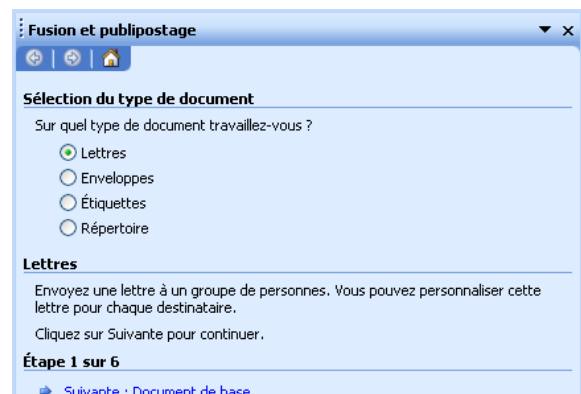 Fusion et publipostage
Sélection du type de document
Sur quel type de document travaillez-vous ?
Lettres
Enveloppes
Étiquettes
Répertoire
Lettres
Envoyez une lettre à un groupe de personnes. Vous pouvez personnaliser cette
lettre pour chaque destinataire.
Cliquez sur Suivante pour continuer.
Étape 1 sur 6
Suivante : Document de base